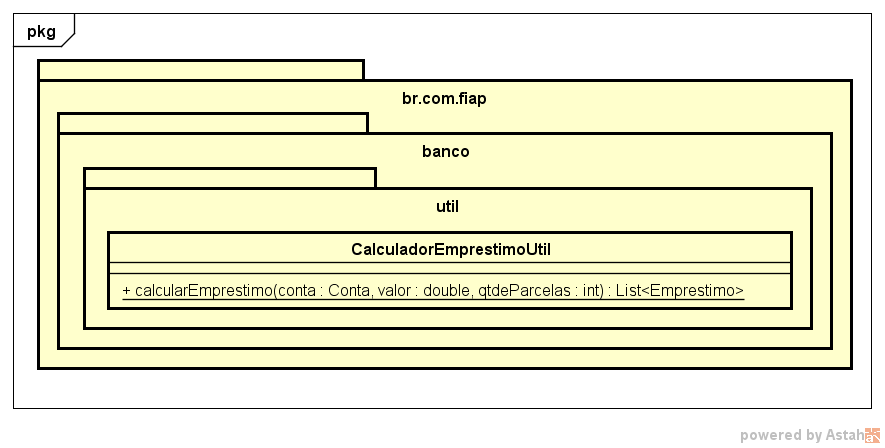 pkg
br.com.fiap
banco
util
CalculadorEmprestimoUtil
+ calcularEmprestimo(conta : Conta, valor : double, qtdeParcelas : int) : List<Emprestimo>
powered by Astah